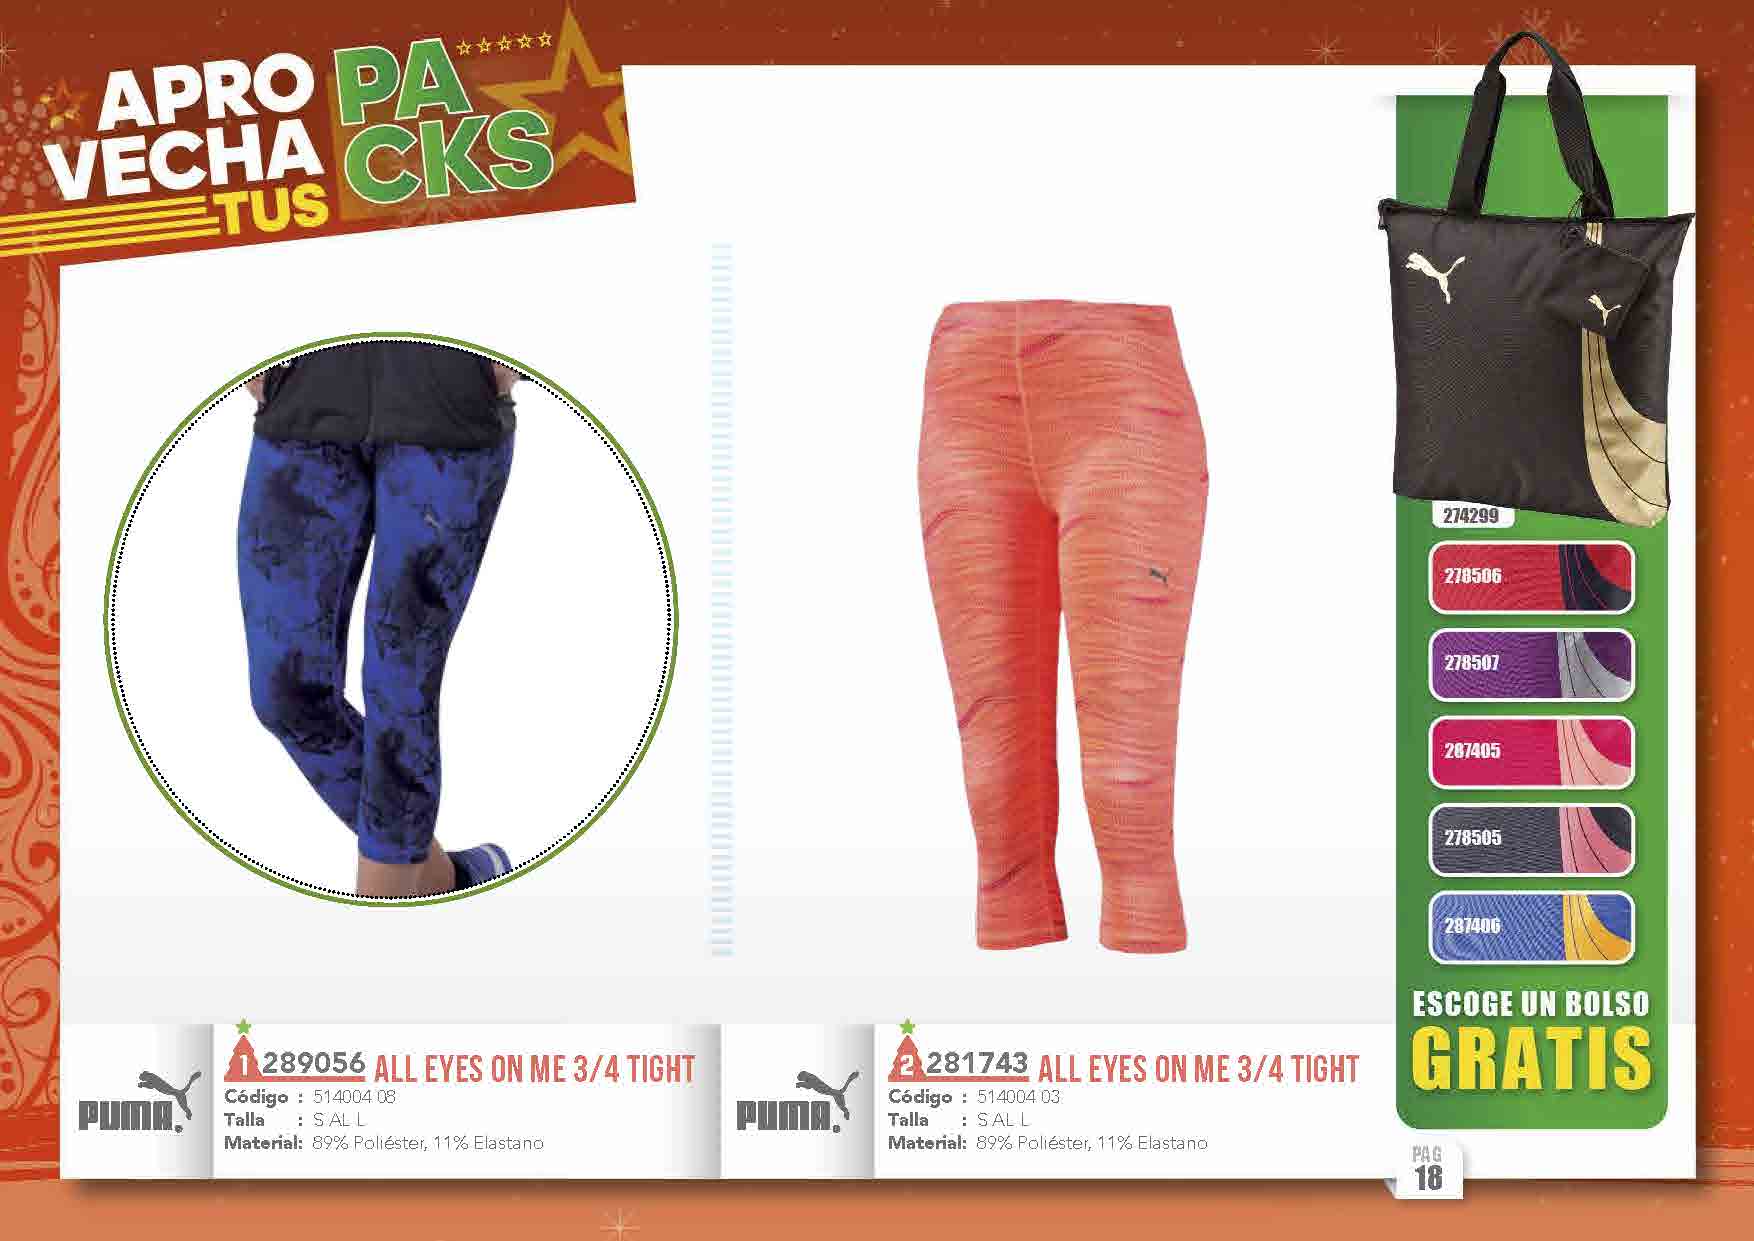 APRO
VECHA
TUS
PA
CKS
274299
278506
278507
287405
278505
287406
ESCOGE UN BOLSO
GRATIS
PUMA.
1 289056 ALL EYES ON ME 3/4 TIGHT
Código : 514004 08
Talla : S AL L
Material: 89% Poliéster, 11% Elastano
PUMA.
2 281743 ALL EYES ON ME 3/4 TIGHT
Código : 514004 03
Talla : S AL L
Material: 89% Poliéster, 11% Elastano
PAG
18